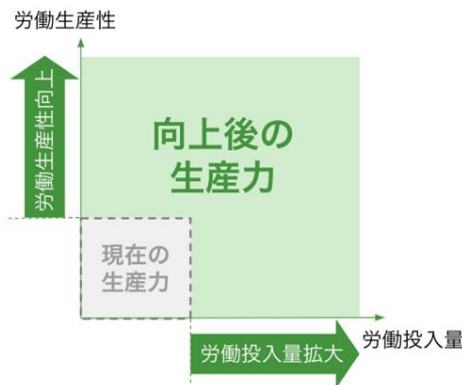 労働生産性
労働生産性向上
向上後の
生産力
現在の
生産力
労働投入量
労働投入量拡大